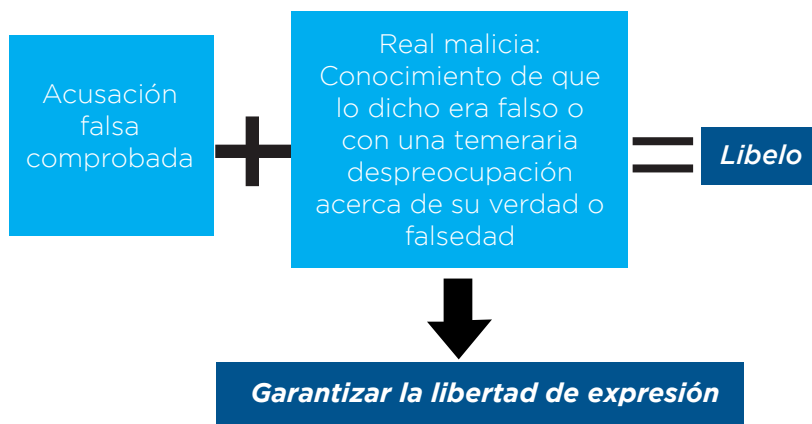 Acusación
falsa
comprobada
+
Real malicia:
Conocimiento de que
lo dicho era falso o
con una temeraria
despreocupación
acerca de su verdad o
falsedad
=
Libelo
Garantizar la libertad de expresión